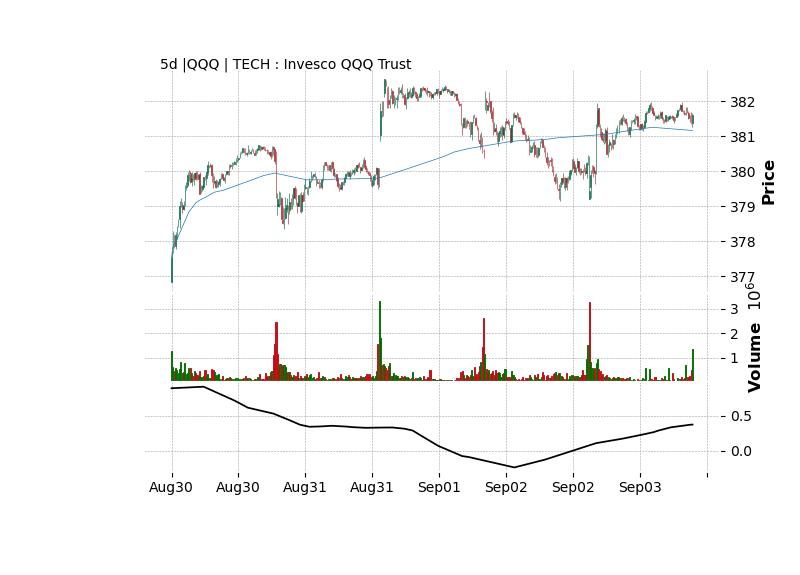 5d |QQQ | TECH : Invesco QQQ Trust
382
381
380
379
378
377
Price
3
2
1
Volume 10^6
0.5
0.0
Aug30 Aug30 Aug31 Aug31 Sep01 Sep02 Sep02 Sep03